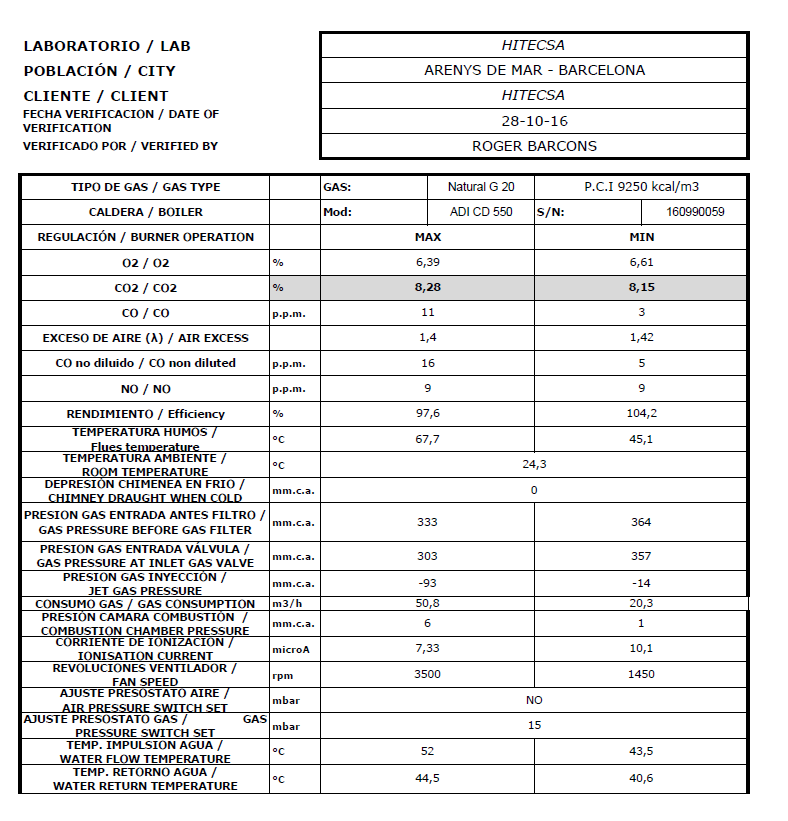 LABORATORIO / LAB HITECSA
POBLACIÓN / CITY ARENYS DE MAR - BARCELONA
CLIENTE / CLIENT HITECSA
FECHA VERIFICACION / DATE OF
VERIFICATION 28-10-16
VERIFICADO POR / VERIFIED BY ROGER BARCONS
TIPO DE GAS / GAS TYPE GAS: Natural G 20 P.C.I 9250 kcal/m3
CALDERA / BOILER Mod: ADI CD 550 S/N: 160990059
REGULACIÓN / BURNER OPERATION MAX MIN
O2 / O2 % 6,39 6,61
CO2 / CO2 % 8,28 8,15
CO / CO p.p.m. 11 3
EXCESO DE AIRE (λ) / AIR EXCESS 1,4 1,42
CO no diluido / CO non diluted p.p.m. 16 5
NO / NO p.p.m. 9 9
RENDIMIENTO / Efficiency % 97,6 104,2
TEMPERATURA HUMOS /
Flues temperature °C 67,7 45,1
TEMPERATURA AMBIENTE /
ROOM TEMPERATURE °C 24,3
DEPRESIÓN CHIMENEA EN FRIO /
CHIMNEY DRAUGHT WHEN COLD mm.c.a. 0
PRESION GAS ENTRADA ANTES FILTRO /
GAS PRESSURE BEFORE GAS FILTER mm.c.a. 333 364
PRESIÓN GAS ENTRADA VÁLVULA /
GAS PRESSURE AT INLET GAS VALVE mm.c.a. 303 357
PRESIÓN GAS INYECCIÓN /
JET GAS PRESSURE mm.c.a. -93 -14
CONSUMO GAS / GAS CONSUMPTION m3/h 50,8 20,3
PRESIÓN CAMARA COMBUSTIÓN /
COMBUSTION CHAMBER PRESSURE mm.c.a. 6 1
CORRIENTE DE IONIZACIÓN /
IONISATION CURRENT microA 7,33 10,1
REVOLUCIONES VENTILADOR /
FAN SPEED rpm 3500 1450
AJUSTE PRESOSTATO AIRE /
AIR PRESSURE SWITCH SET mbar NO
AJUSTE PRESOSTATO GAS / GAS
PRESSURE SWITCH SET mbar 15
TEMP. IMPULSIÓN AGUA /
WATER FLOW TEMPERATURE °C 52 43,5
TEMP. RETORNO AGUA /
WATER RETURN TEMPERATURE °C 44,5 40,6